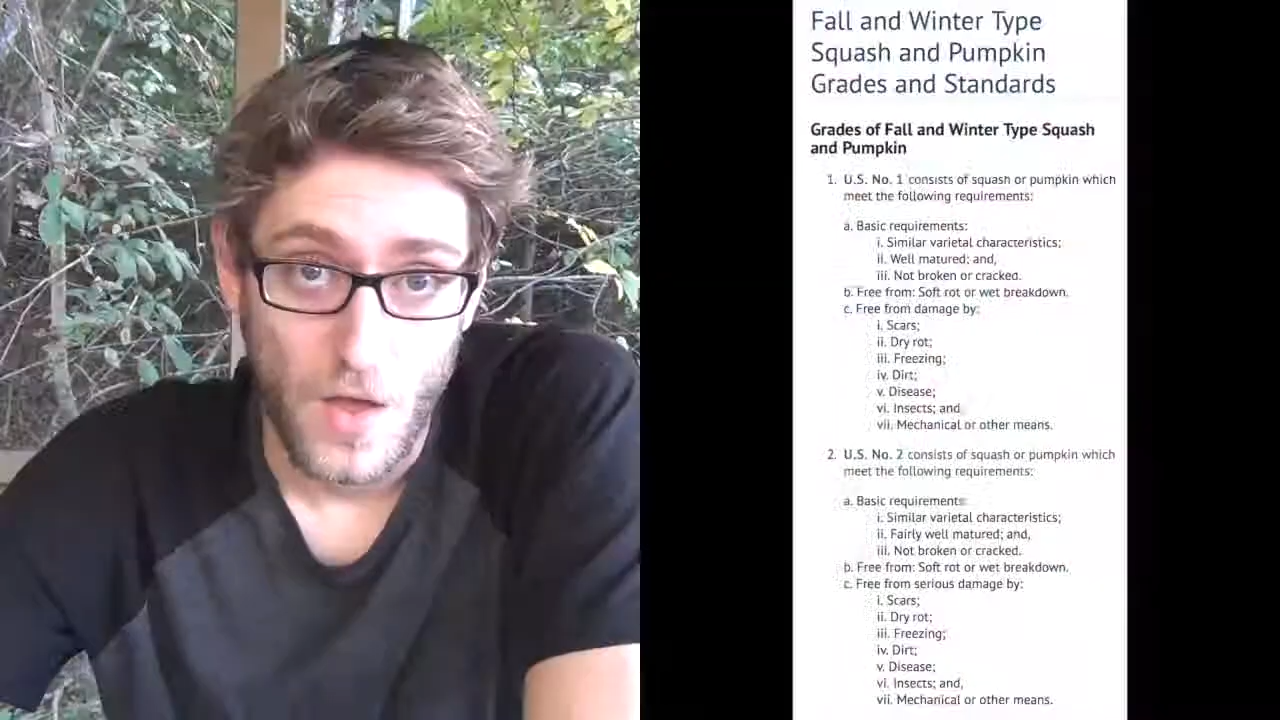 Fall and Winter Type
Squash and Pumpkin
Grades and Standards
Grades of Fall and Winter Type Squash
and Pumpkin
1. U.S. No. 1 consists of squash or pumpkin which
meet the following requirements:
a. Basic requirements:
i. Similar varietal characteristics;
ii. Well matured; and,
iii. Not broken or cracked.
b. Free from: Soft rot or wet breakdown.
c. Free from damage by:
i. Scars;
ii. Dry rot;
iii. Freezing;
iv. Dirt;
v. Disease;
vi. Insects; and
vii. Mechanical or other means.
2. U.S. No. 2 consists of squash or pumpkin which
meet the following requirements:
a. Basic requirements:
i. Similar varietal characteristics;
ii. Fairly well matured; and,
iii. Not broken or cracked.
b. Free from: Soft rot or wet breakdown.
c. Free from serious damage by:
i. Scars;
ii. Dry rot;
iii. Freezing;
iv. Dirt;
v. Disease;
vi. Insects; and,
vii. Mechanical or other means.